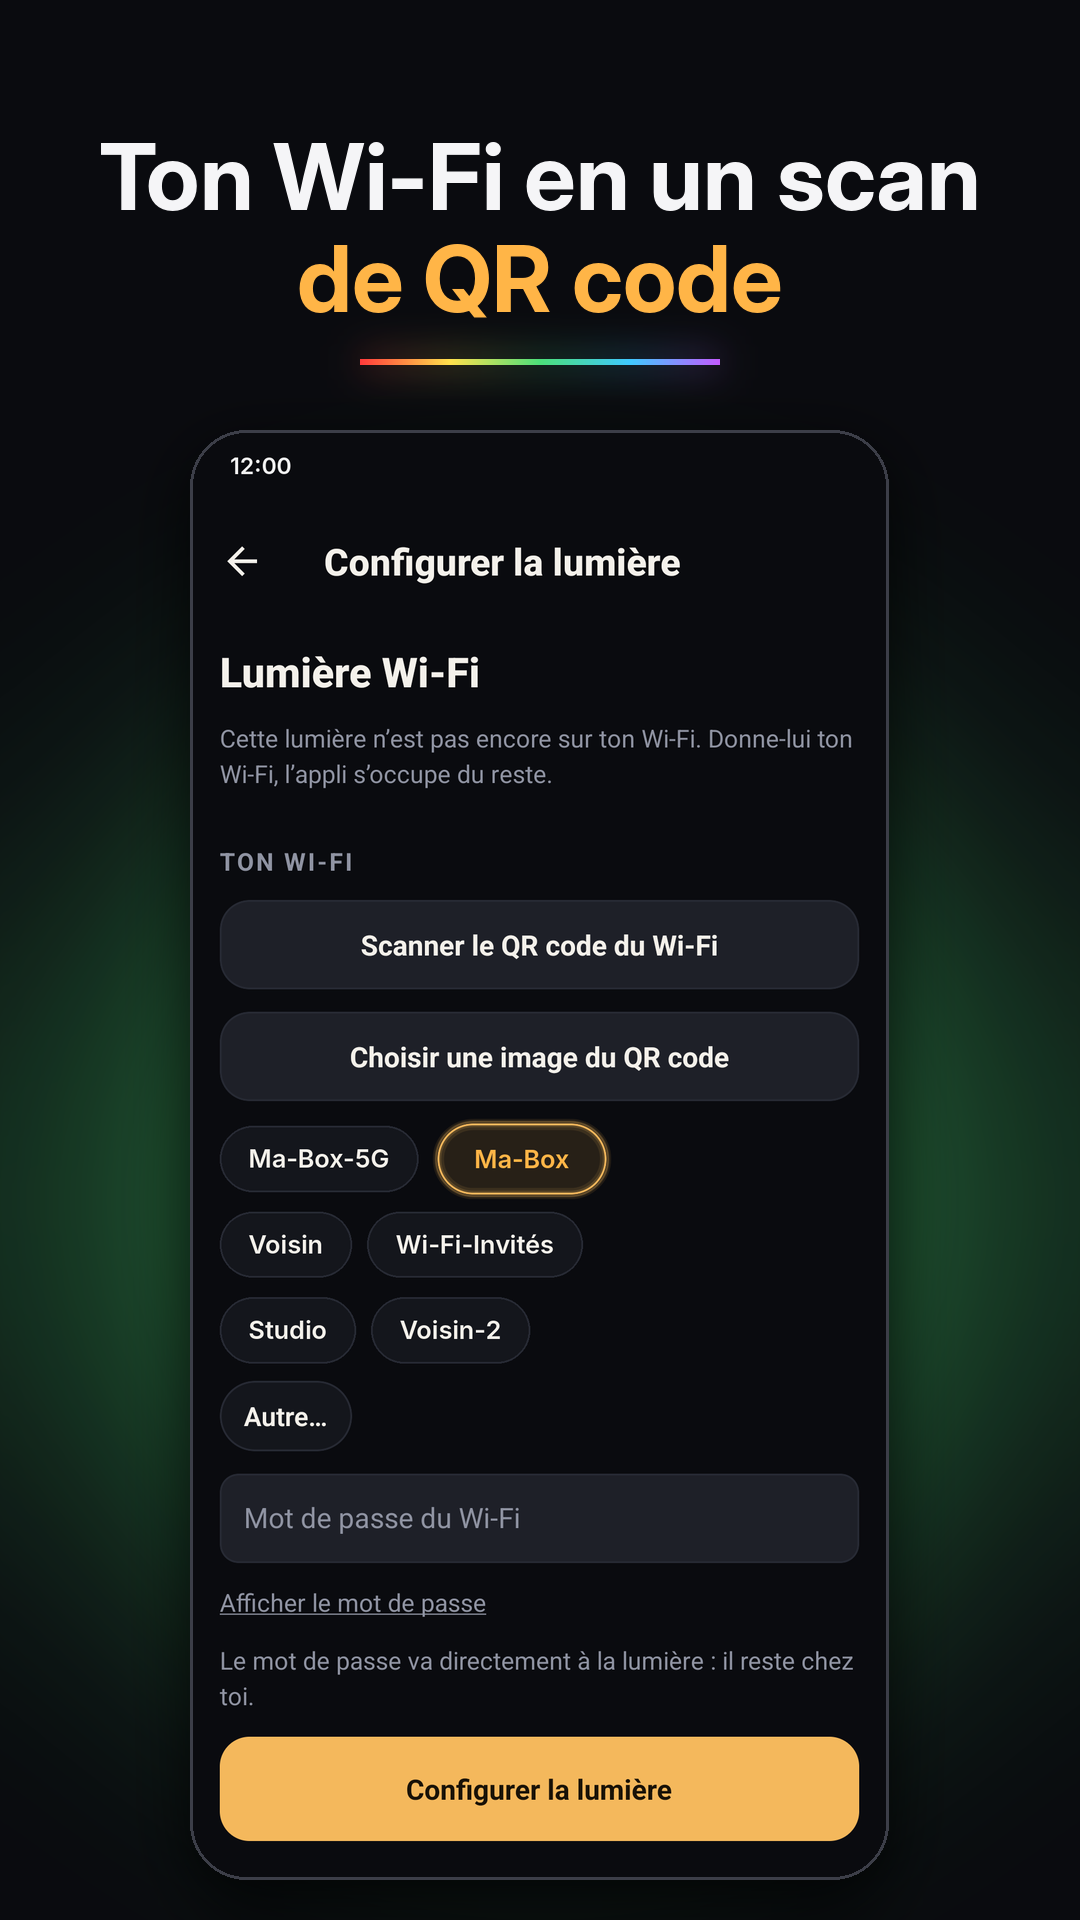 Ton Wi-Fi en un scan
de QR code
12:00
Configurer la lumière
Lumière Wi-Fi
Cette lumière n’est pas encore sur ton Wi-Fi. Donne-lui ton
Wi-Fi, l’appli s’occupe du reste.
TON WI-FI
Scanner le QR code du Wi-Fi
Choisir une image du QR code
Ma-Box-5G
Ma-Box
Voisin
Wi-Fi-Invités
Studio
Voisin-2
Autre…
Mot de passe du Wi-Fi
Afficher le mot de passe
Le mot de passe va directement à la lumière : il reste chez
toi.
Configurer la lumière